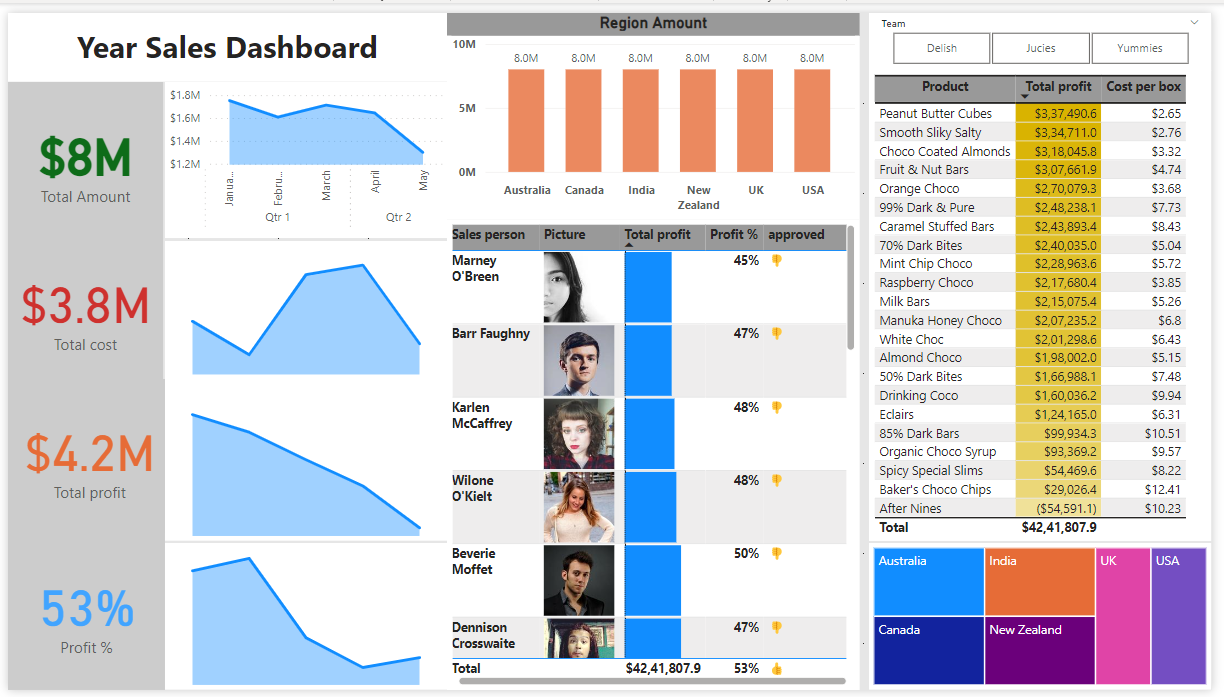 Year Sales Dashboard
$8M
Total Amount
$3.8M
Total cost
$4.2M
Total profit
53%
Profit %
$1.8M
$1.6M
$1.4M
$1.2M
Janua...
Febru...
March
April
May
Qtr 1
Qtr 2
Region Amount
10M
5M
0M
8.0M 8.0M 8.0M 8.0M 8.0M 8.0M
Australia Canada India New Zealand UK USA
Sales person Picture Total profit Profit % approved
Marney
O'Breen
45%
Barr Faughny 47%
Karlen
McCaffrey
48%
Wilone
O'Kielt
48%
Beverie
Moffet
50%
Dennison
Crosswaite
47%
Total $42,41,807.9 53%
Team
Delish Jucies Yummies
Product Total profit Cost per box
Peanut Butter Cubes $3,37,490.6 $2.65
Smooth Sliky Salty $3,34,711.0 $2.76
Choco Coated Almonds $3,18,045.8 $3.32
Fruit & Nut Bars $3,07,661.9 $4.74
Orange Choco $2,70,079.3 $3.68
99% Dark & Pure $2,48,238.1 $7.73
Caramel Stuffed Bars $2,43,893.4 $8.43
70% Dark Bites $2,40,035.0 $5.04
Mint Chip Choco $2,28,963.6 $5.72
Raspberry Choco $2,17,680.4 $3.85
Milk Bars $2,15,075.4 $5.26
Manuka Honey Choco $2,07,235.2 $6.8
White Choc $2,01,298.6 $6.43
Almond Choco $1,98,002.0 $5.15
50% Dark Bites $1,66,988.1 $7.48
Drinking Coco $1,60,036.2 $9.94
Eclairs $1,24,165.0 $6.31
85% Dark Bars $99,934.3 $10.51
Organic Choco Syrup $93,369.2 $9.57
Spicy Special Slims $54,469.6 $8.22
Baker's Choco Chips $29,026.4 $12.41
After Nines ($54,591.1) $10.23
Total $42,41,807.9
Australia
India
UK
USA
Canada
New Zealand